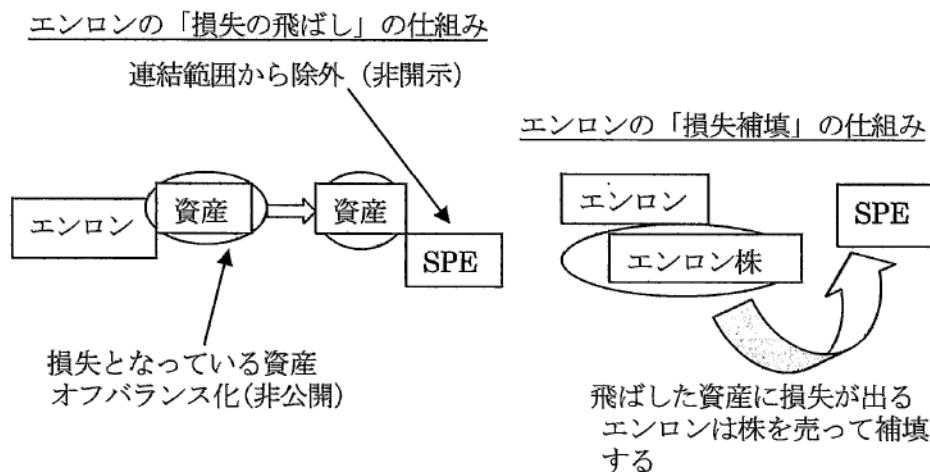 エンロンの「損失の飛ばし」の仕組み
連結範囲から除外（非開示）
エンロン
資産
資産
SPE
損失となっている資産
オフバランス化(非公開)
エンロンの「損失補填」の仕組み
エンロン
エンロン株
SPE
飛ばした資産に損失が出る
エンロンは株を売って補填
する